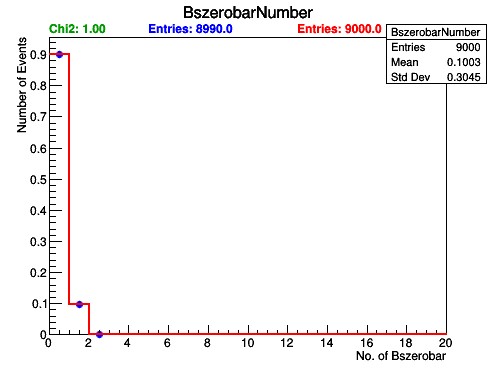 BszerobarNumber
Chi2: 1.00 Entries: 8990.0 Entries: 9000.0
BszerobarNumber
Entries 9000
Mean 0.1003
Std Dev 0.3045
Number of Events
0.9
0.8
0.7
0.6
0.5
0.4
0.3
0.2
0.1
0
0 2 4 6 8 10 12 14 16 18 20
No. of Bszerobar